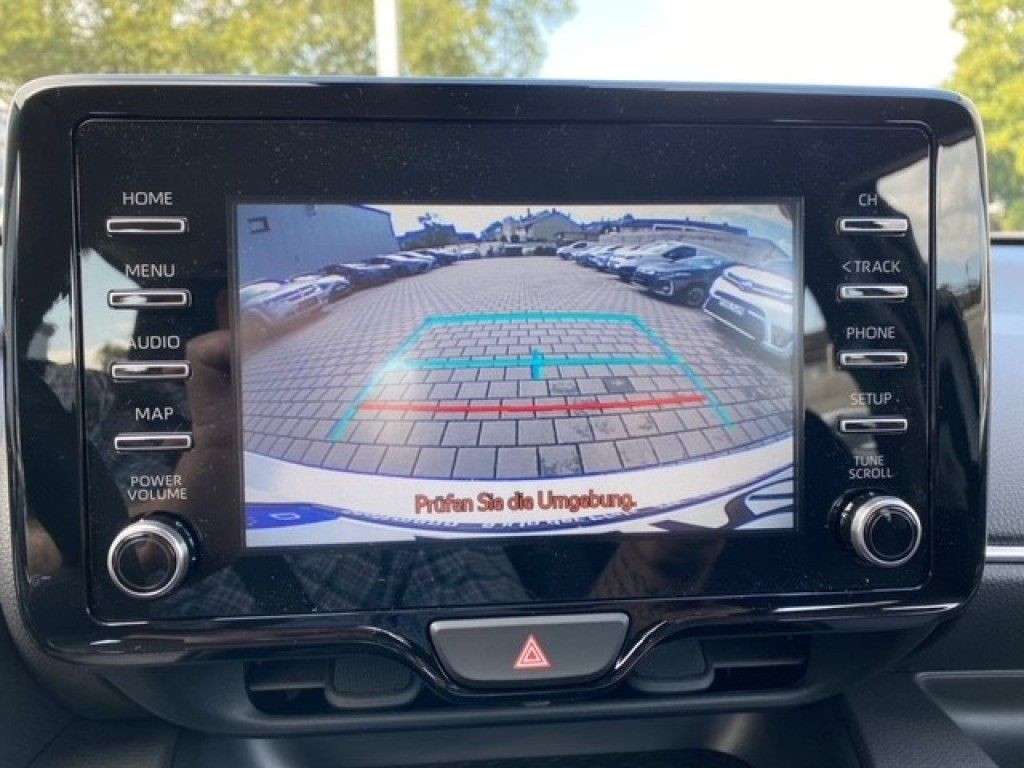 HOME
MENU
AUDIO
MAP
POWER
VOLUME
CH
<TRACK
PHONE
SETUP
TUNE
SCROLL
Prüfen Sie die Umgebung.